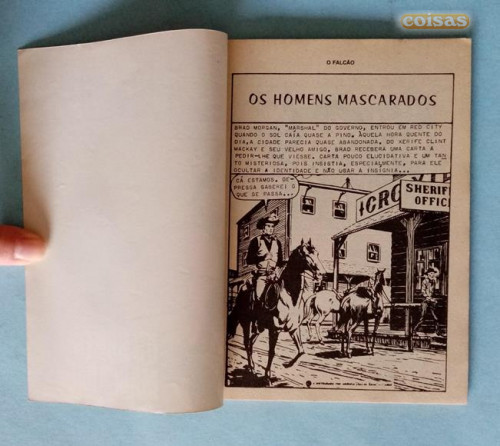 coisas
O FALCÃO
OS HOMENS MASCARADOS
BRAD MORGAN, "MARSHAL" DO GOVERNO, ENTROU EM RED CITY
QUANDO O SOL CAÍA QUASE A PINO. ÀQUELA HORA QUENTE DO
DIA, A CIDADE PARECIA QUASE ABANDONADA. DO XERIFE CLINT
MACKAY E SEU VELHO AMIGO, BRAD RECEBERA UMA CARTA A
PEDIR-LHE QUE VIESSE. CARTA POUCO ELUCIDATIVA E UM TAN
TO MISTERIOSA, POIS INSISTIA, ESPECIALMENTE, PARA ELE
OCULTAR A IDENTIDADE E NÃO USAR A INSÍGNIA...
CÁ ESTAMOS. DE-
PRESSA SABEREI O
QUE SE PASSA...
SHERIFF
OFFIC